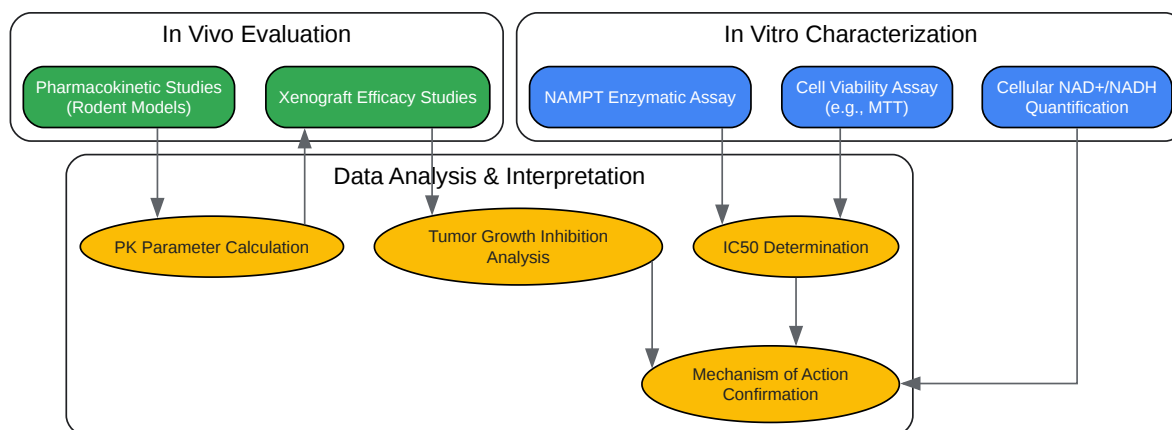 In Vivo Evaluation
Pharmacokinetic Studies
(Rodent Models)
Xenograft Efficacy Studies
In Vitro Characterization
NAMPT Enzymatic Assay
Cell Viability Assay
(e.g., MTT)
Cellular NAD+/NADH
Quantification
Data Analysis & Interpretation
PK Parameter Calculation
Tumor Growth Inhibition
Analysis
IC50 Determination
Mechanism of Action
Confirmation